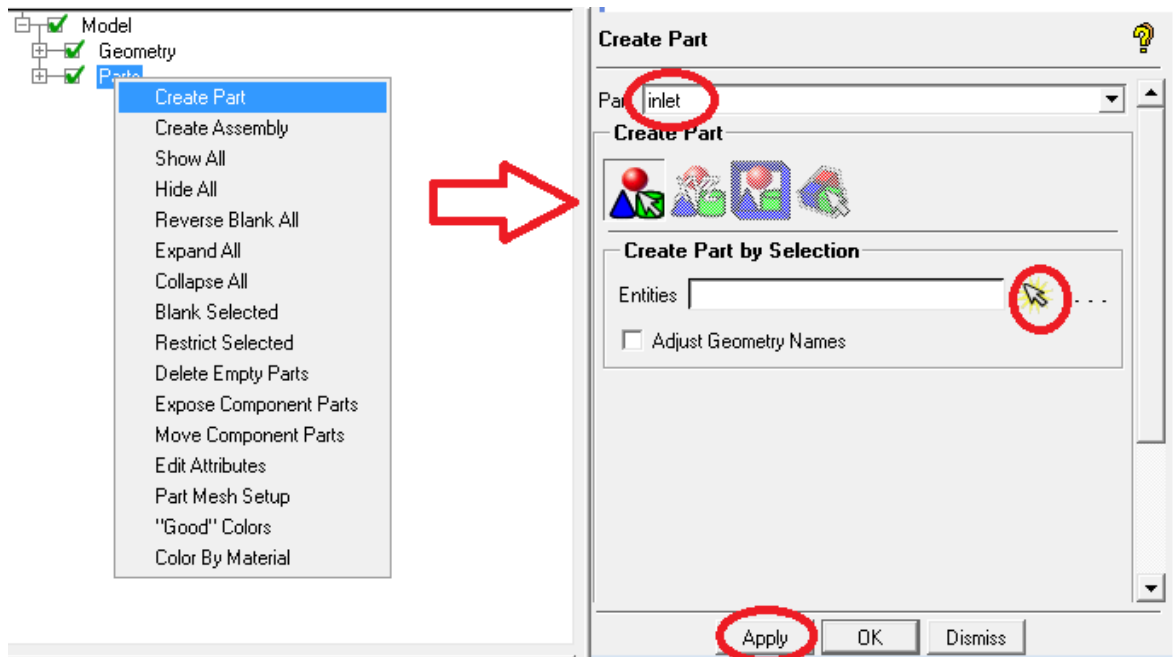 Model
Geometry
Parts
Create Part
Create Assembly
Show All
Hide All
Reverse Blank All
Expand All
Collapse All
Blank Selected
Restrict Selected
Delete Empty Parts
Expose Component Parts
Move Component Parts
Edit Attributes
Part Mesh Setup
"Good" Colors
Color By Material
Create Part
Part inlet
Create Part
Create Part by Selection
Entities . . .
Adjust Geometry Names
Apply OK Dismiss